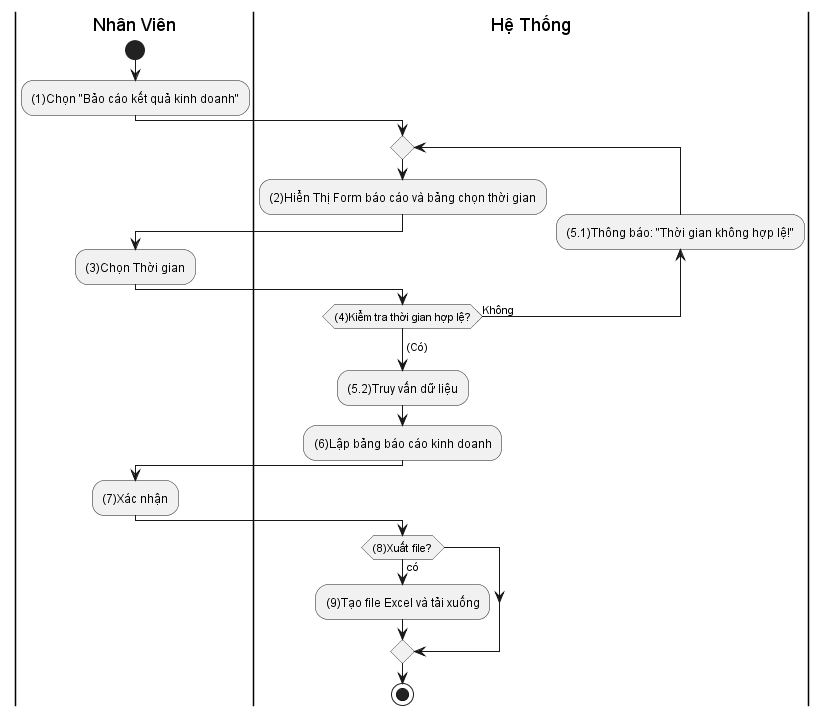 Nhân Viên
Hệ Thống
(1)Chọn "Bảo cáo kết quả kinh doanh"
(2)Hiển Thị Form báo cáo và bảng chọn thời gian
(5.1)Thông báo: "Thời gian không hợp lệ!"
(3)Chọn Thời gian
(4)Kiểm tra thời gian hợp lệ?
Không
(Có)
(5.2)Truy vấn dữ liệu
(6)Lập bảng báo cáo kinh doanh
(7)Xác nhận
(8)Xuất file?
có
(9)Tạo file Excel và tải xuống